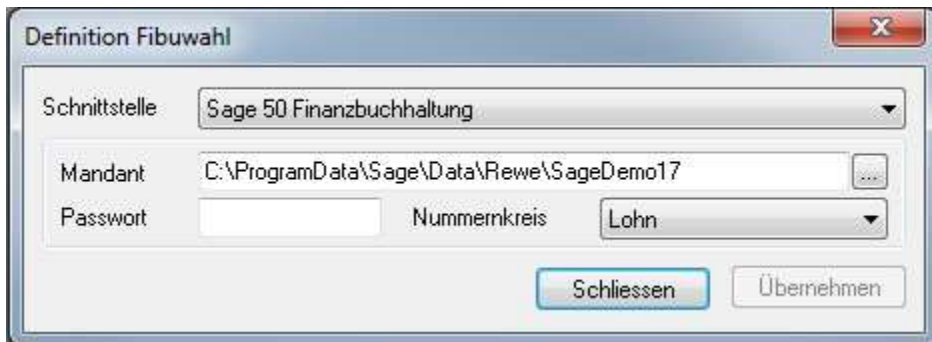 Definition Fibuwahl
Schnittstelle Sage 50 Finanzbuchhaltung
Mandant C:\ProgramData\Sage\Data\Rewe\SageDemo17 ...
Passwort Nummernkreis Lohn
Schliessen Übernehmen